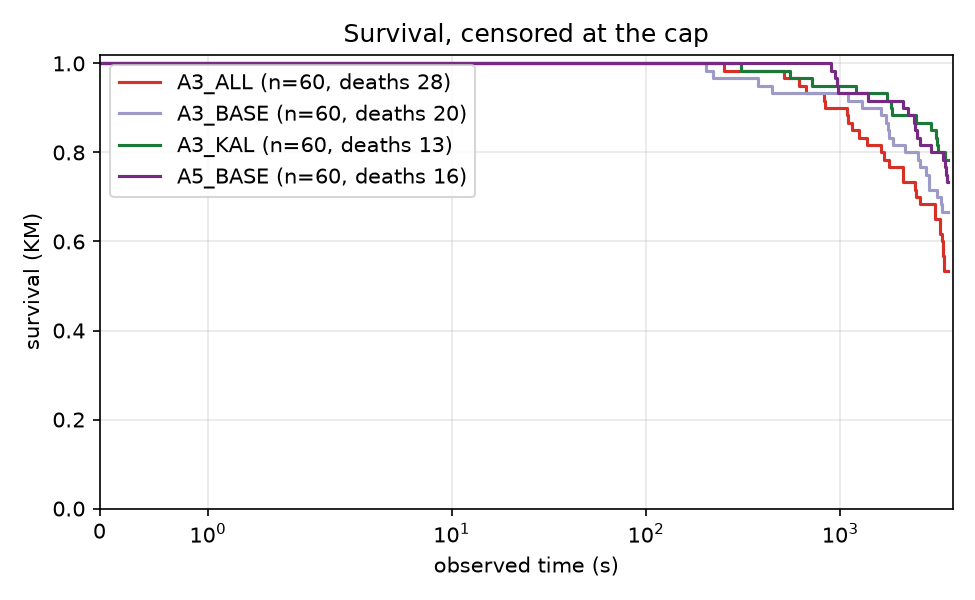 Survival, censored at the cap
1.0
0.8
0.6
0.4
0.2
0.0
survival (KM)
A3_ALL (n=60, deaths 28)
A3_BASE (n=60, deaths 20)
A3_KAL (n=60, deaths 13)
A5_BASE (n=60, deaths 16)
0 10⁰ 10¹ 10² 10³
observed time (s)